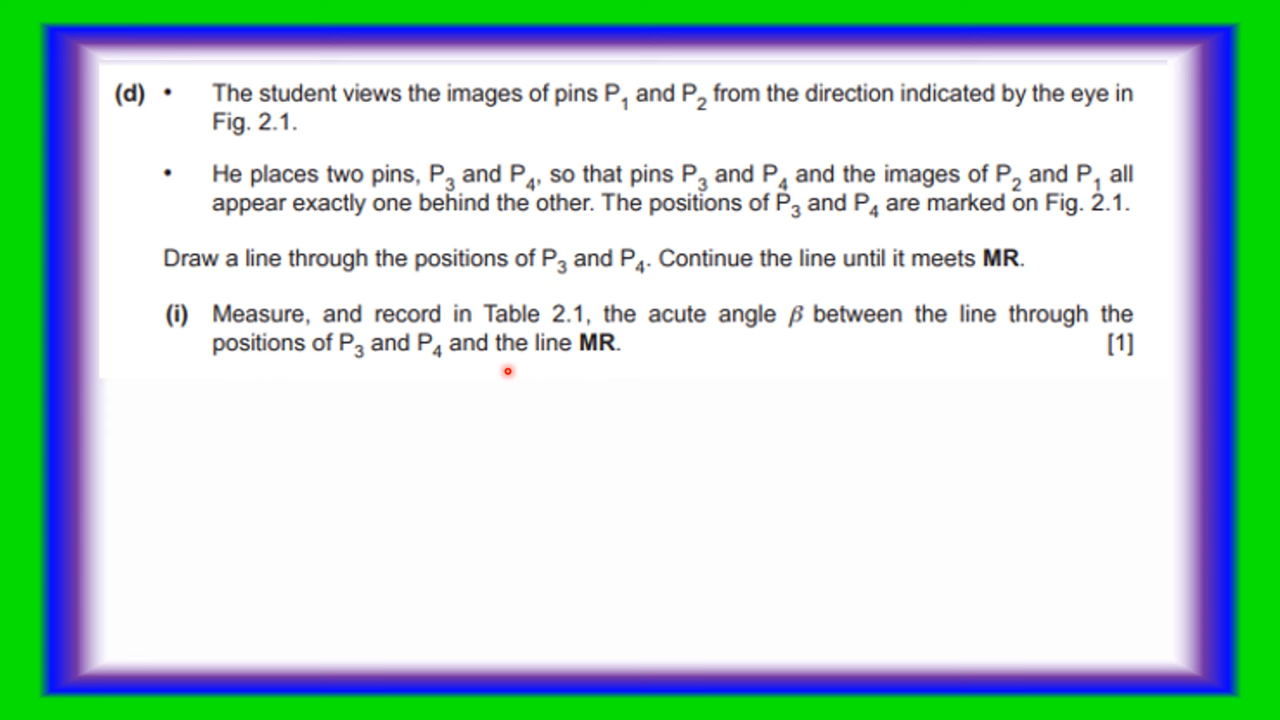 (d) • The student views the images of pins P₁ and P₂ from the direction indicated by the eye in
Fig. 2.1.
• He places two pins, P₃ and P₄, so that pins P₃ and P₄ and the images of P₂ and P₁ all
appear exactly one behind the other. The positions of P₃ and P₄ are marked on Fig. 2.1.
Draw a line through the positions of P₃ and P₄. Continue the line until it meets MR.
(i) Measure, and record in Table 2.1, the acute angle β between the line through the
positions of P₃ and P₄ and the line MR. [1]